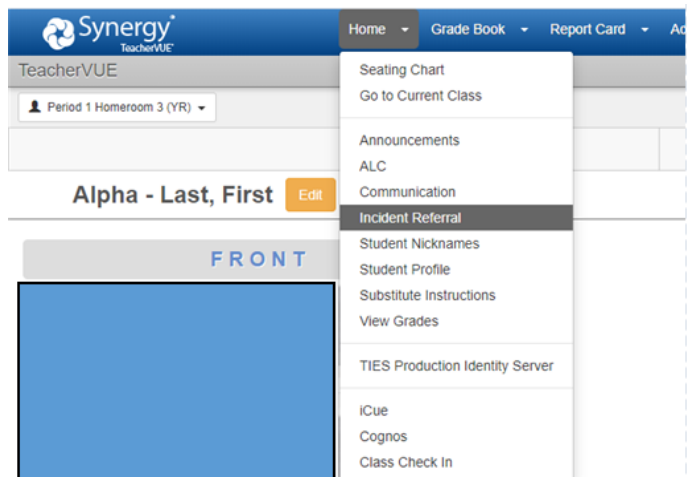 Synergy
TeacherVUE
Home Grade Book Report Card
TeacherVUE
Period 1 Homeroom 3 (YR)
Alpha - Last, First Edit
FRONT
Seating Chart
Go to Current Class
Announcements
ALC
Communication
Incident Referral
Student Nicknames
Student Profile
Substitute Instructions
View Grades
TIES Production Identity Server
iCue
Cognos
Class Check In